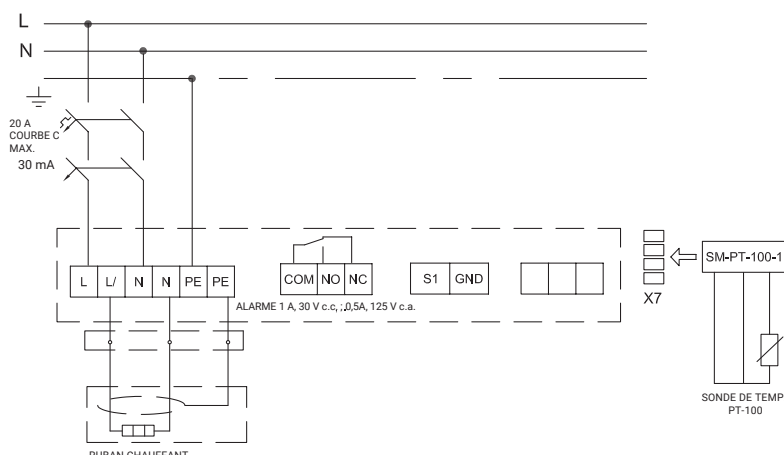 L
N
20 A
COURBE C
MAX.
30 mA
L L/ N N PE PE
COM NO NC
S1 GND
SM-PT-100-1
X7
ALARME 1 A, 30 V c.c, ; ,0,5A, 125 V c.a.
SONDE DE TEMP
PT-100
RUBAN CHAUFFANT